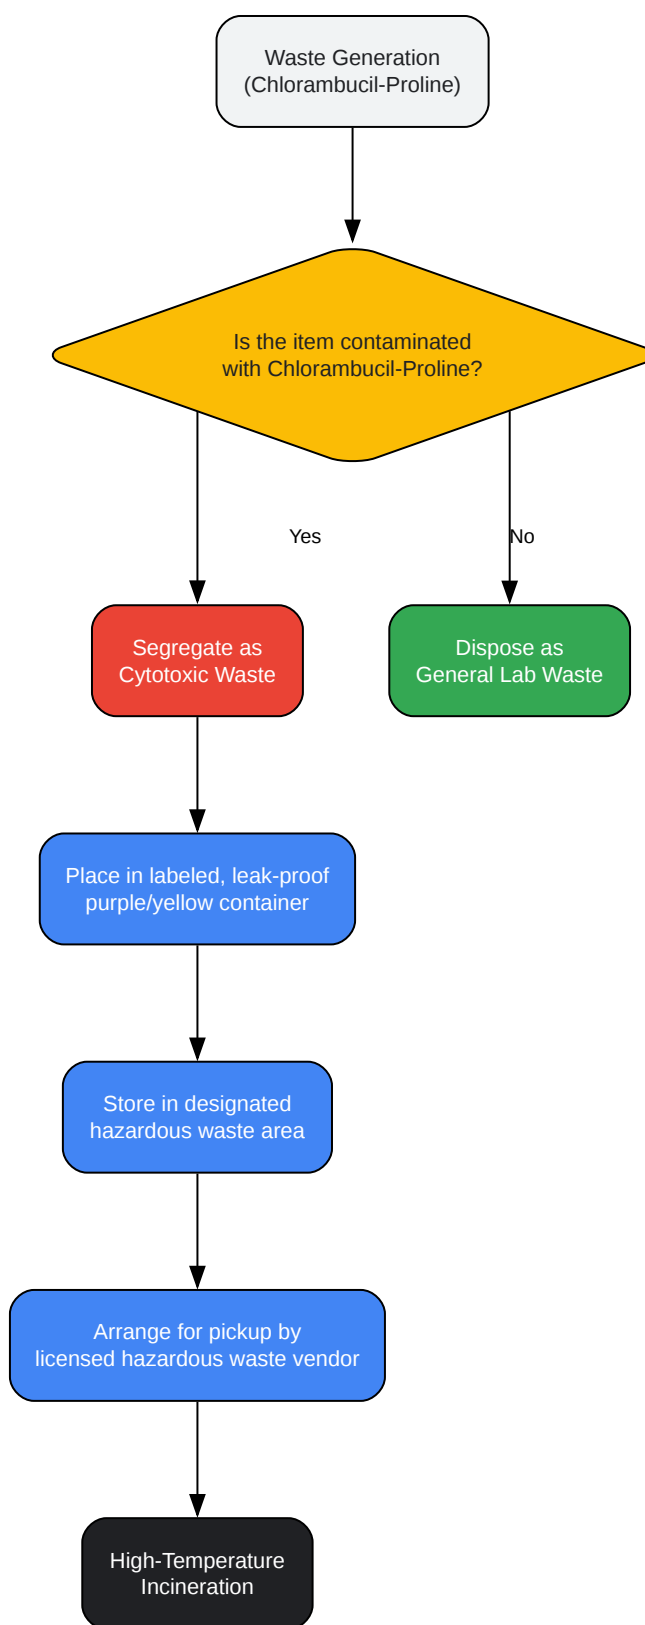 Waste Generation
(Chlorambucil-Proline)
Is the item contaminated
with Chlorambucil-Proline?
Yes
No
Segregate as
Cytotoxic Waste
Dispose as
General Lab Waste
Place in labeled, leak-proof
purple/yellow container
Store in designated
hazardous waste area
Arrange for pickup by
licensed hazardous waste vendor
High-Temperature
Incineration